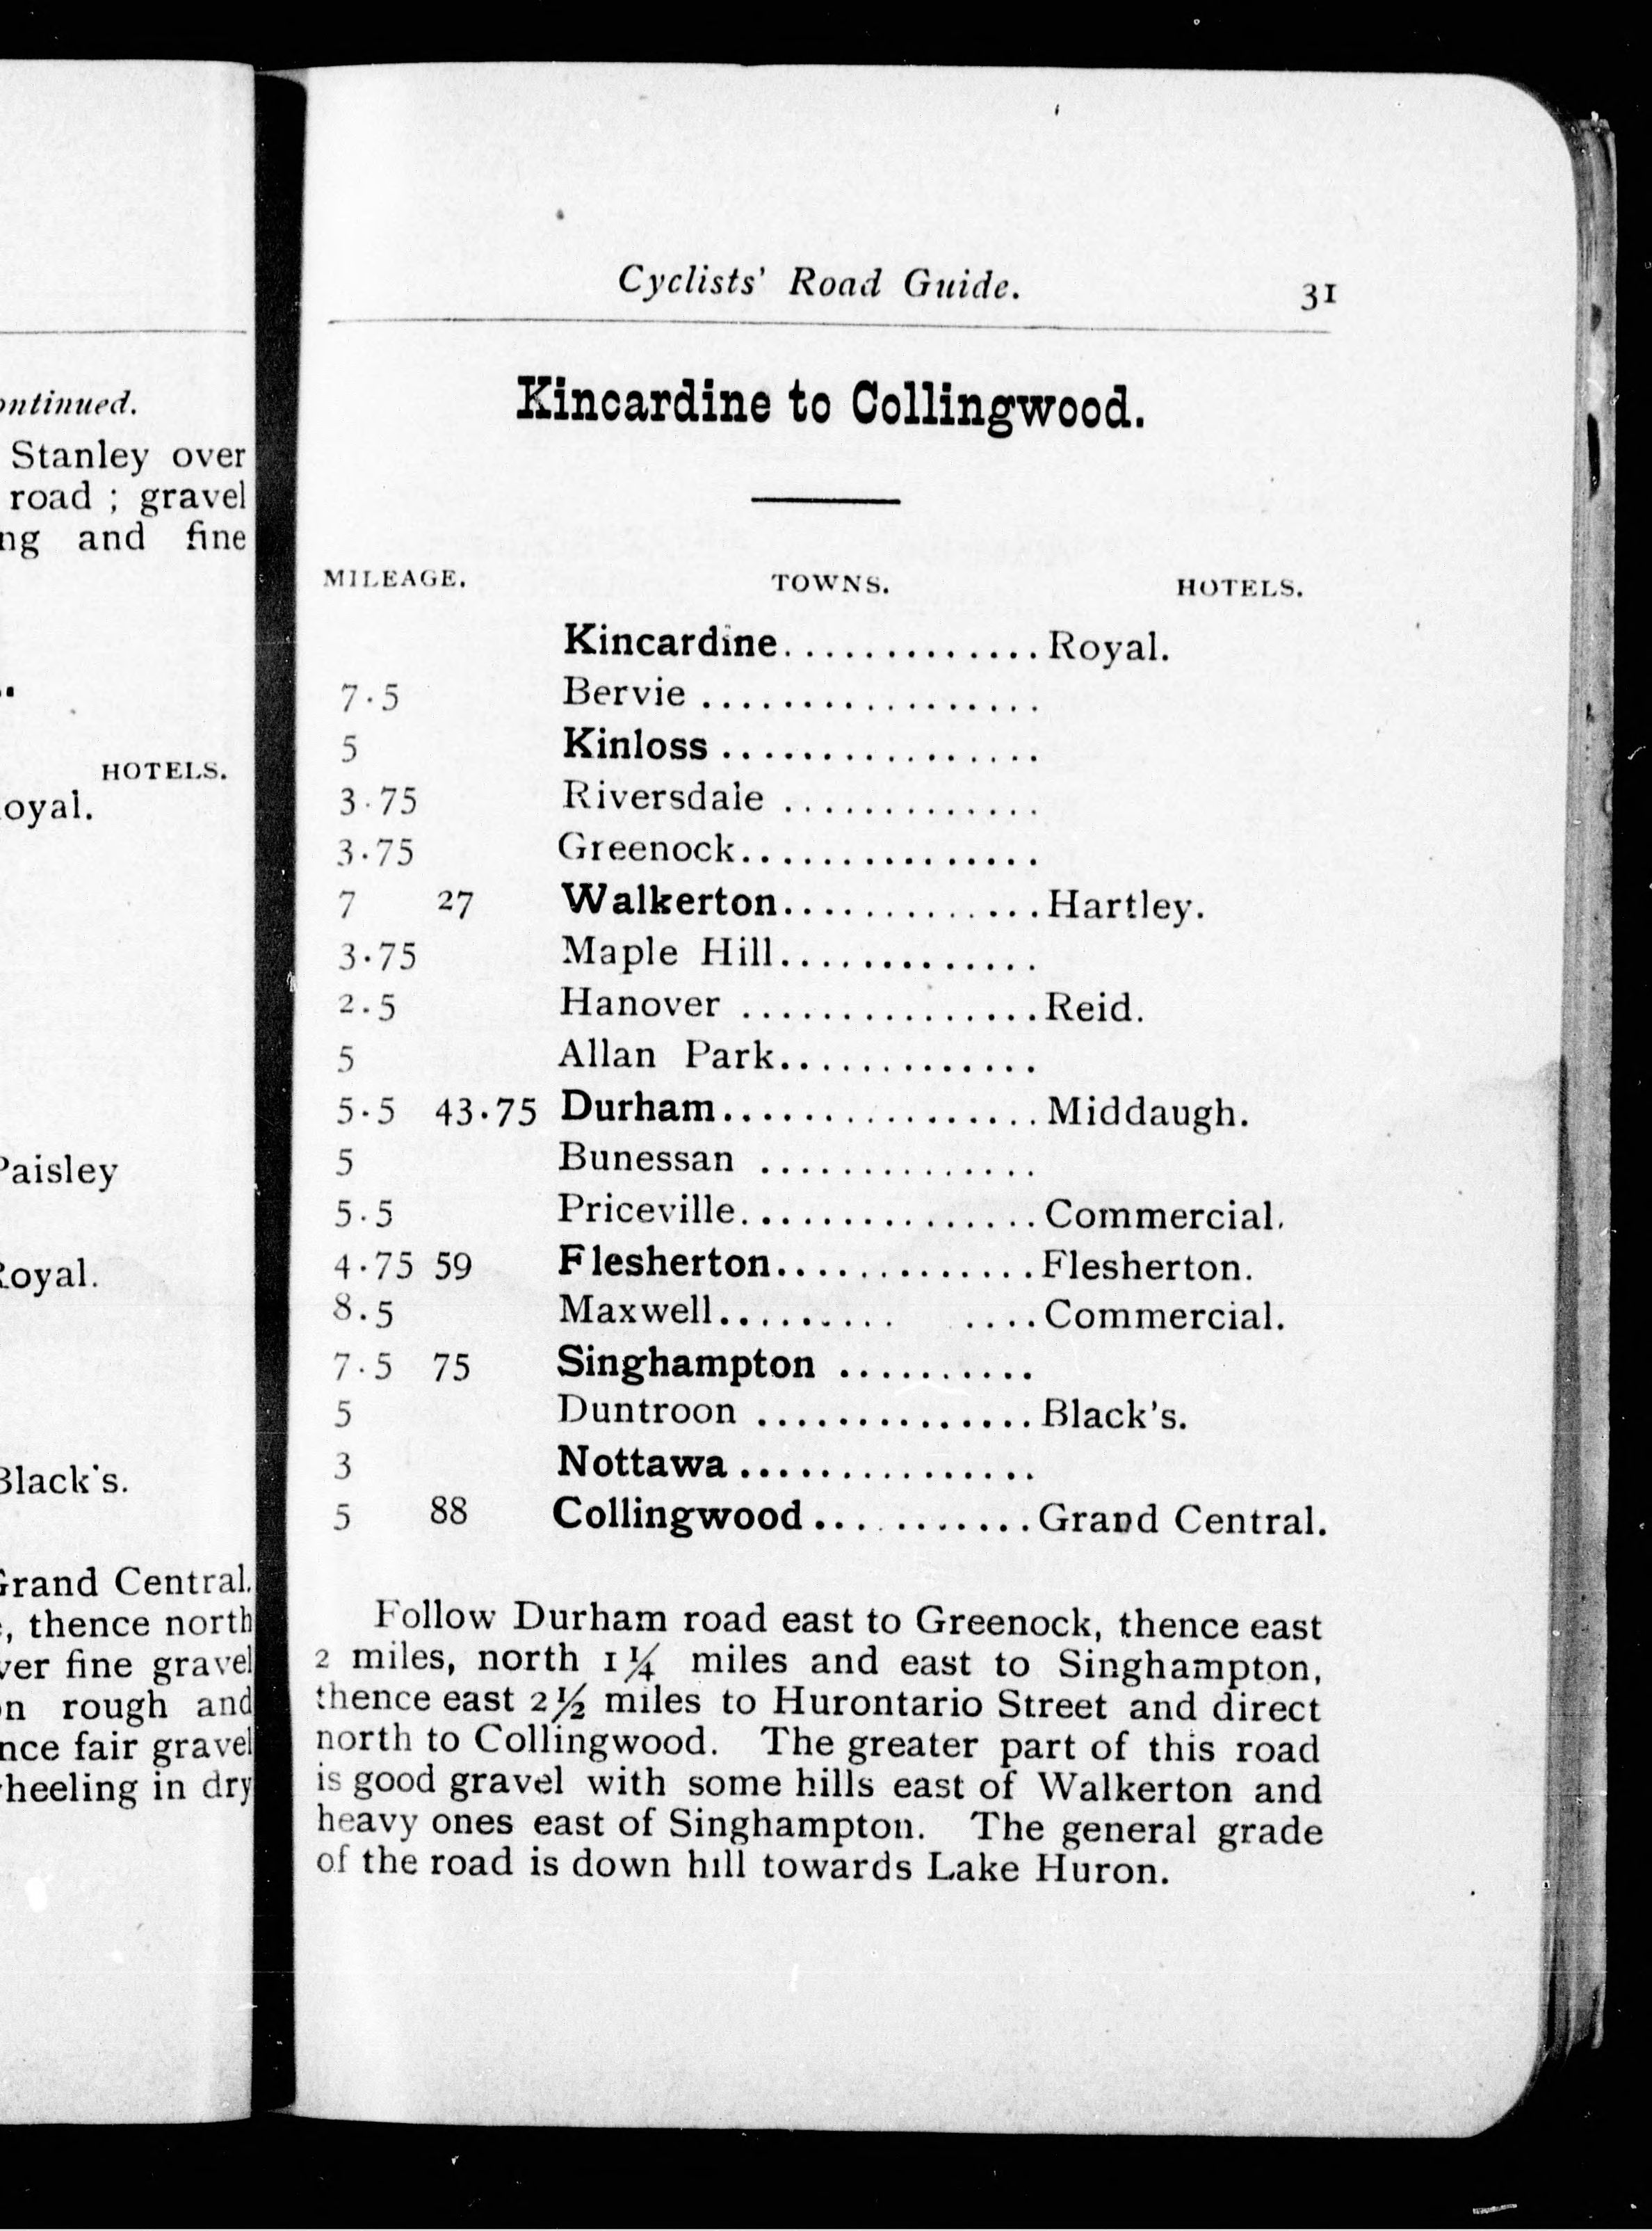 ontinued.
Stanley over
road ; gravel
ng and fine
HOTELS.
oyal.
Paisley
Royal.
Black's.
Grand Central.
, thence north
ver fine gravel
n rough and
nce fair gravel
heeling in dry
Cyclists' Road Guide. 31
Kincardine to Collingwood.
MILEAGE. TOWNS. HOTELS.
Kincardine.............Royal.
7.5 Bervie .................
5 Kinloss ................
3.75 Riversdale .............
3.75 Greenock...............
7 27 Walkerton.............Hartley.
3.75 Maple Hill.............
2.5 Hanover ...............Reid.
5 Allan Park.............
5.5 43.75 Durham................Middaugh.
5 Bunessan ..............
5.5 Priceville...............Commercial.
4.75 59 Flesherton.............Flesherton.
8.5 Maxwell......... ....Commercial.
7.5 75 Singhampton ..........
5 Duntroon ..............Black's.
3 Nottawa ...............
5 88 Collingwood...........Grand Central.
Follow Durham road east to Greenock, thence east
2 miles, north 1¼ miles and east to Singhampton,
thence east 2½ miles to Hurontario Street and direct
north to Collingwood. The greater part of this road
is good gravel with some hills east of Walkerton and
heavy ones east of Singhampton. The general grade
of the road is down hill towards Lake Huron.